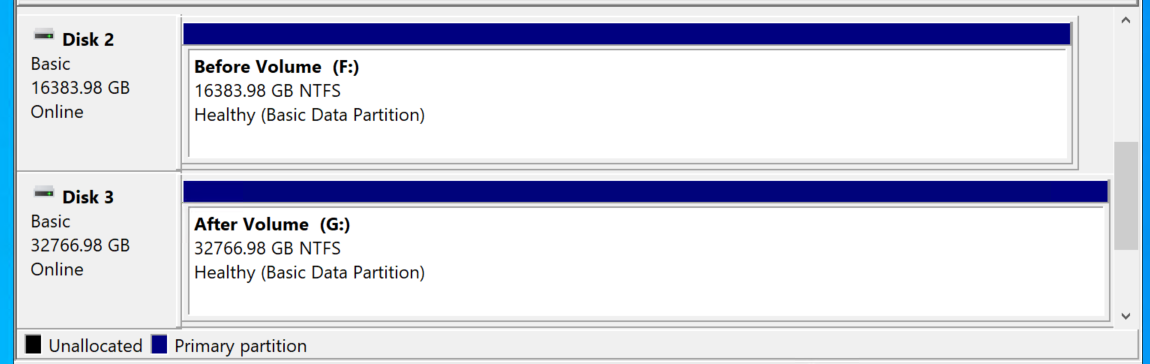 Disk 2
Basic
16383.98 GB
Online
Before Volume  (F:)
16383.98 GB NTFS
Healthy (Basic Data Partition)
Disk 3
Basic
32766.98 GB
Online
After Volume  (G:)
32766.98 GB NTFS
Healthy (Basic Data Partition)
Unallocated  Primary partition